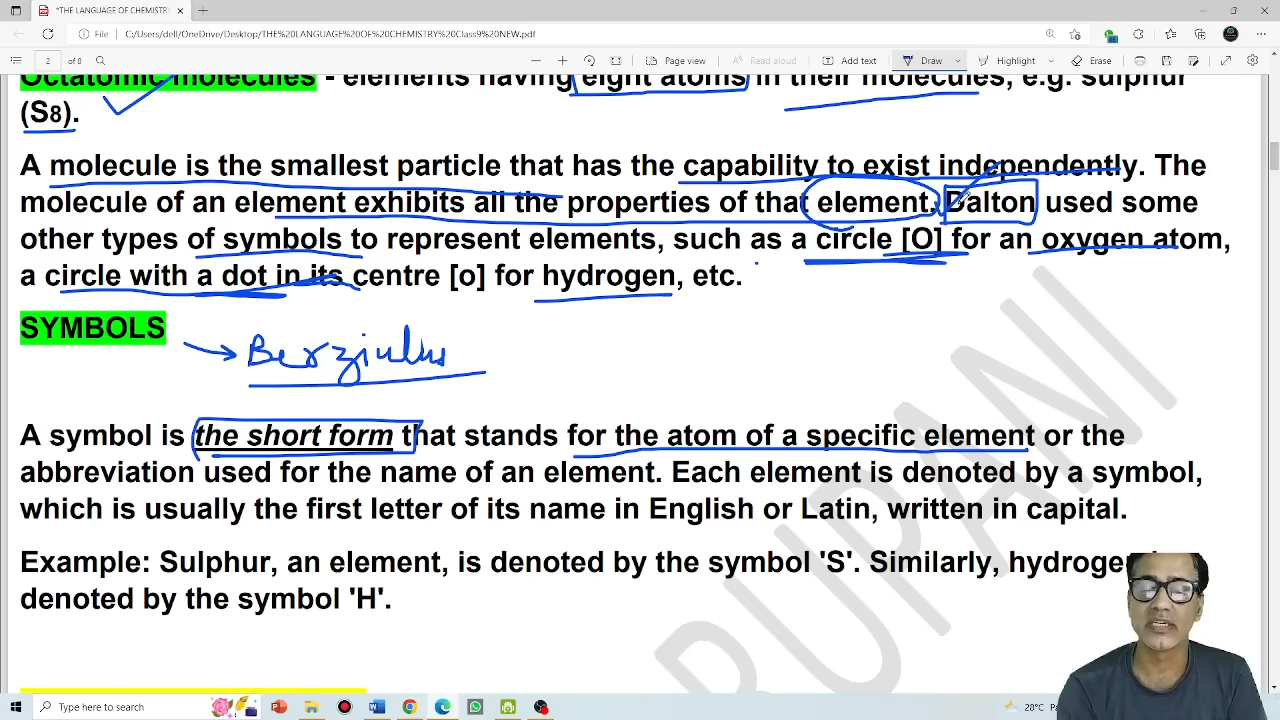 *THE LANGUAGE OF CHEMISTRY
File
C:/Users/dell/OneDrive/Desktop/THE%20LANGUAGE%20OF%20CHEMISTRY%20Class9%20NEW.pdf
2 of 8
Page view
Add text
Draw
Highlight
Erase
Octatomic molecules - elements having eight atoms in their molecules, e.g. sulphur
(S8).
A molecule is the smallest particle that has the capability to exist independently. The
molecule of an element exhibits all the properties of that element. Dalton used some
other types of symbols to represent elements, such as a circle [O] for an oxygen atom,
a circle with a dot in its centre [o] for hydrogen, etc.
SYMBOLS
Berziulus
A symbol is the short form that stands for the atom of a specific element or the
abbreviation used for the name of an element. Each element is denoted by a symbol,
which is usually the first letter of its name in English or Latin, written in capital.
Example: Sulphur, an element, is denoted by the symbol 'S'. Similarly, hydrogen
denoted by the symbol 'H'.
RUPANI
Type here to search
28°C